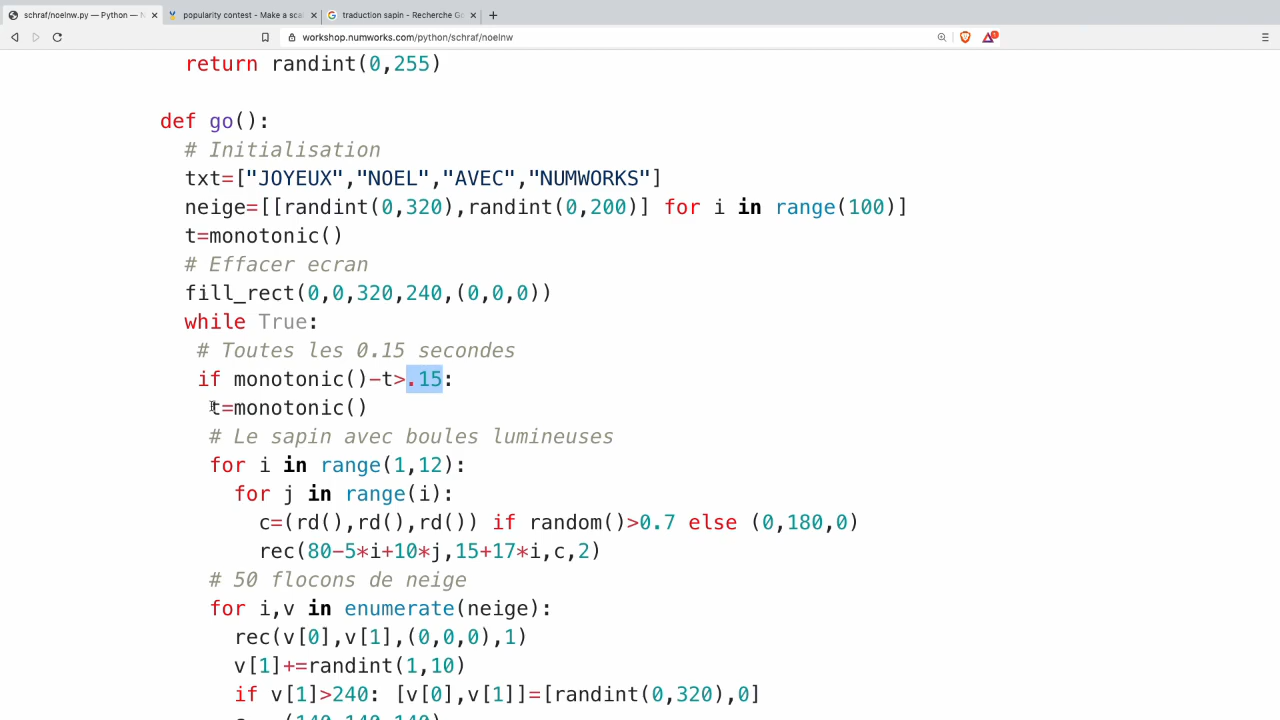 schraf/noelnw.py — Python — N
popularity contest - Make a sca
traduction sapin - Recherche Go
workshop.numworks.com/python/schraf/noelnw
return randint(0,255)
def go():
# Initialisation
txt=["JOYEUX","NOEL","AVEC","NUMWORKS"]
neige=[[randint(0,320),randint(0,200)] for i in range(100)]
t=monotonic()
# Effacer ecran
fill_rect(0,0,320,240,(0,0,0))
while True:
# Toutes les 0.15 secondes
if monotonic()-t>.15:
t=monotonic()
# Le sapin avec boules lumineuses
for i in range(1,12):
for j in range(i):
c=(rd(),rd(),rd()) if random()>0.7 else (0,180,0)
rec(80-5*i+10*j,15+17*i,c,2)
# 50 flocons de neige
for i,v in enumerate(neige):
rec(v[0],v[1],(0,0,0),1)
v[1]+=randint(1,10)
if v[1]>240: [v[0],v[1]]=[randint(0,320),0]